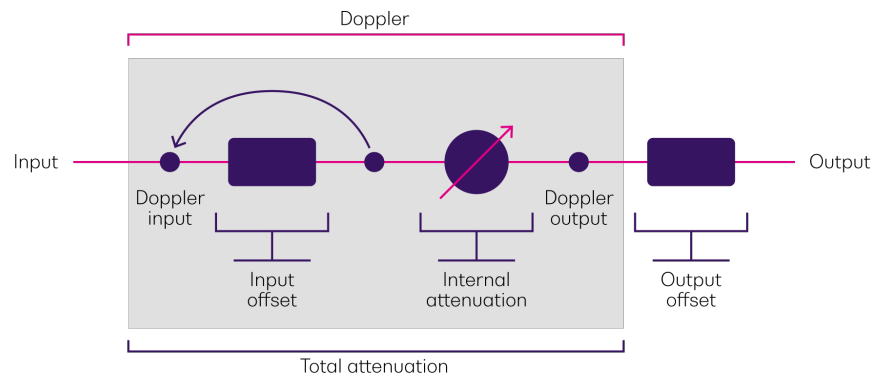 Doppler
Input
Output
Doppler
input
Doppler
output
Input
offset
Internal
attenuation
Output
offset
Total attenuation